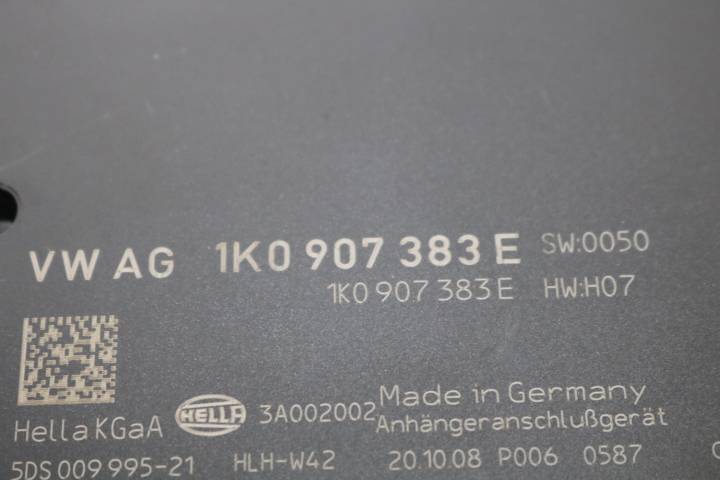 VW AG 1K0 907 383 E SW:0050
1K0 907 383 E HW:H07
Made in Germany
Hella KGaA HELLA 3A002002 Anhängeranschlußgerät
5DS 009 995-21 HLH-W42 20.10.08 P006 0587